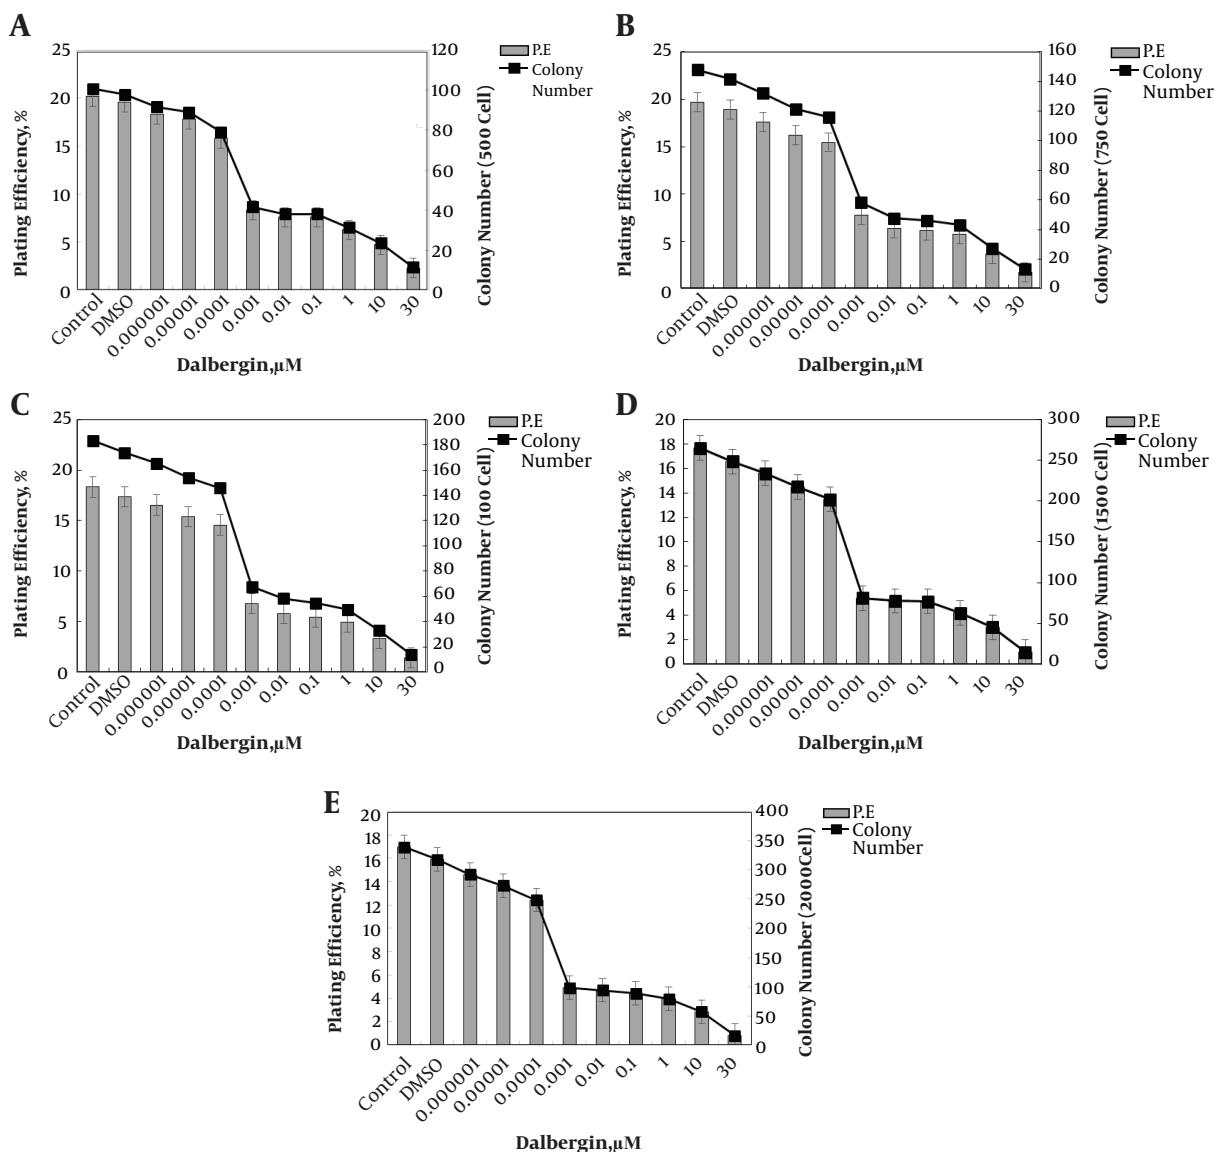 A
25
20
15
10
5
0
Plating Efficiency, %
120
100
80
60
40
20
0
Colony Number (500 Cell)
P.E
Colony
Number
Control
DMSO
0.000001
0.00001
0.0001
0.001
0.01
0.1
1
10
30
Dalbergin,µM
B
25
20
15
10
5
0
Plating Efficiency, %
160
140
120
100
80
60
40
20
0
Colony Number (750 Cell)
P.E
Colony
Number
Control
DMSO
0.000001
0.00001
0.0001
0.001
0.01
0.1
1
10
30
Dalbergin,µM
C
25
20
15
10
5
0
Plating Efficiency, %
200
180
160
140
120
100
80
60
40
20
0
Colony Number (100 Cell)
P.E
Colony
Number
Control
DMSO
0.000001
0.00001
0.0001
0.001
0.01
0.1
1
10
30
Dalbergin,µM
D
20
18
16
14
12
10
8
6
4
2
0
Plating Efficiency, %
300
250
200
150
100
50
0
Colony Number (1500 Cell)
P.E
Colony
Number
Control
DMSO
0.000001
0.00001
0.0001
0.001
0.01
0.1
1
10
30
Dalbergin,µM
E
20
18
16
14
12
10
8
6
4
2
0
Plating Efficiency, %
400
350
300
250
200
150
100
50
0
Colony Number (2000Cell)
P.E
Colony
Number
Control
DMSO
0.000001
0.00001
0.0001
0.001
0.01
0.1
1
10
30
Dalbergin,µM